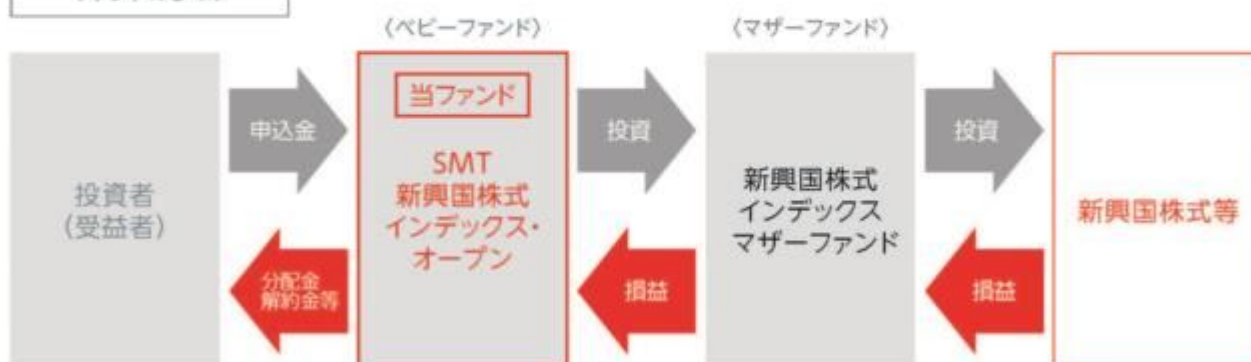 〈ベビーファンド〉
〈マザーファンド〉
投資者
(受益者)
申込金
分配金
解約金等
当ファンド
SMT
新興国株式
インデックス・
オープン
投資
損益
新興国株式
インデックス
マザーファンド
投資
損益
新興国株式等